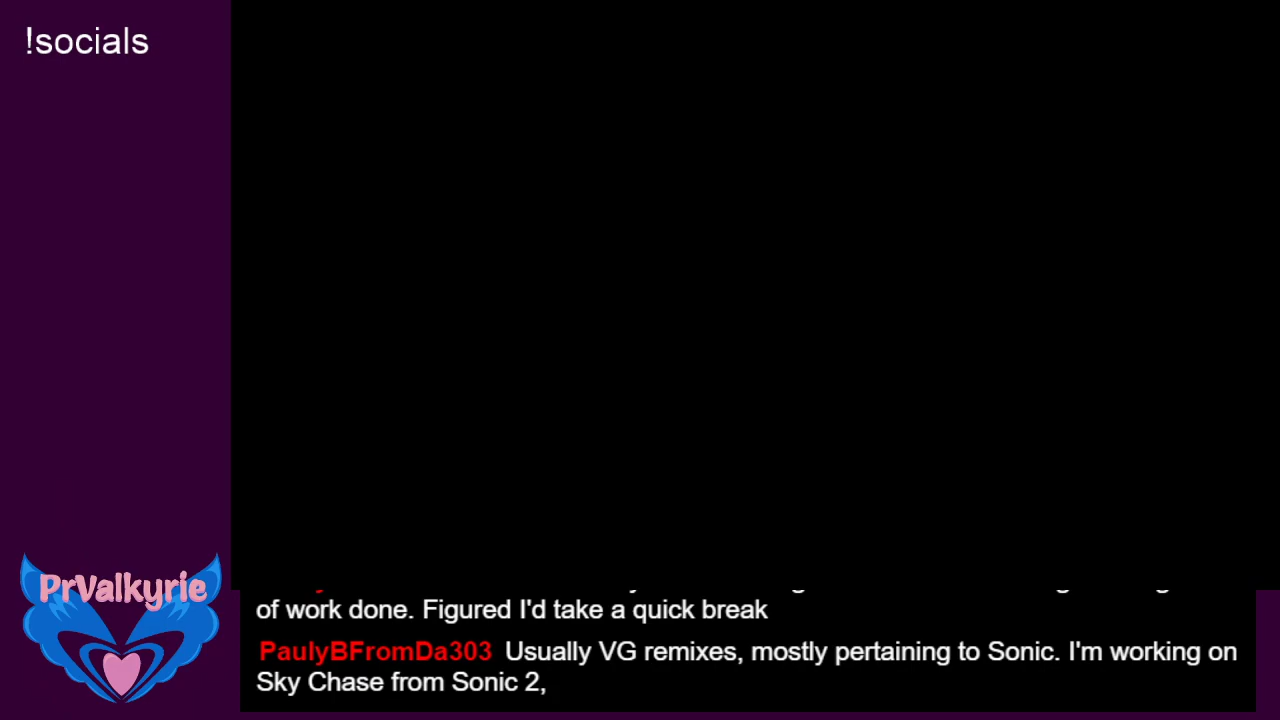 !socials
of work done. Figured I'd take a quick break
PaulyBFromDa303 Usually VG remixes, mostly pertaining to Sonic. I'm working on
Sky Chase from Sonic 2,
PrValkyrie